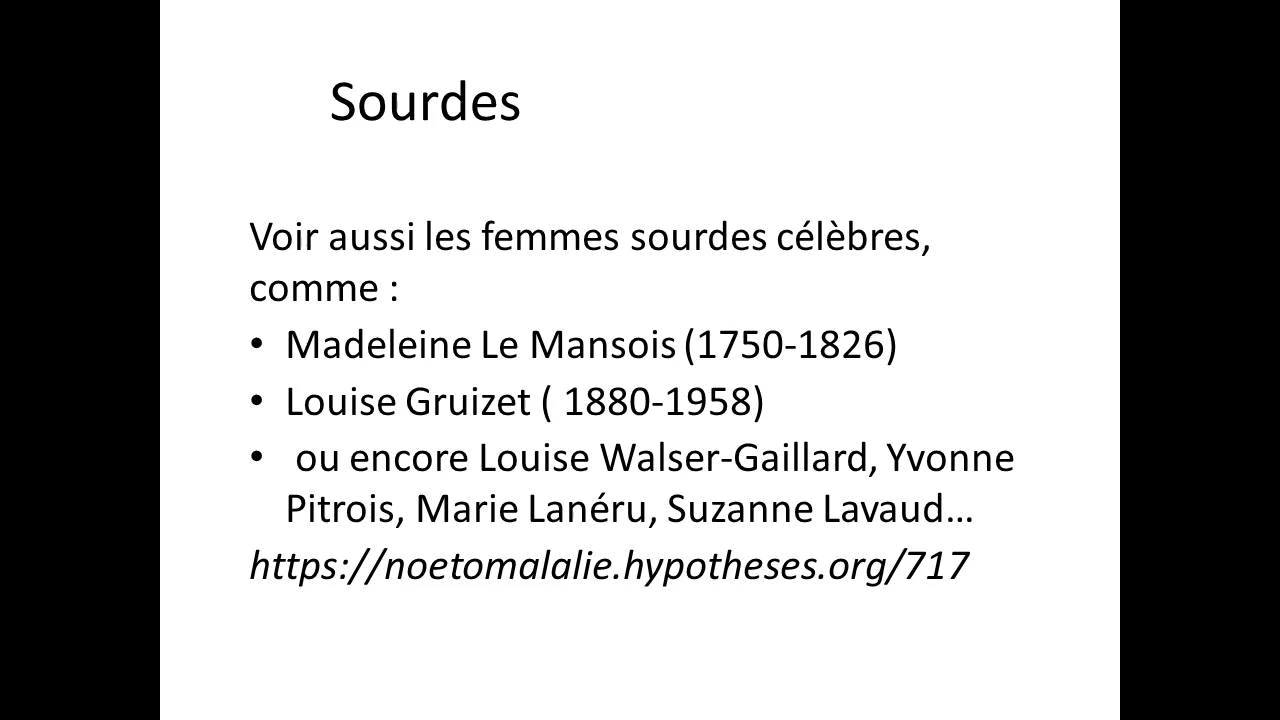 Sourdes
Voir aussi les femmes sourdes célèbres,
comme :
• Madeleine Le Mansois (1750-1826)
• Louise Gruizet ( 1880-1958)
• ou encore Louise Walser-Gaillard, Yvonne
Pitrois, Marie Lanéru, Suzanne Lavaud…
https://noetomalalie.hypotheses.org/717